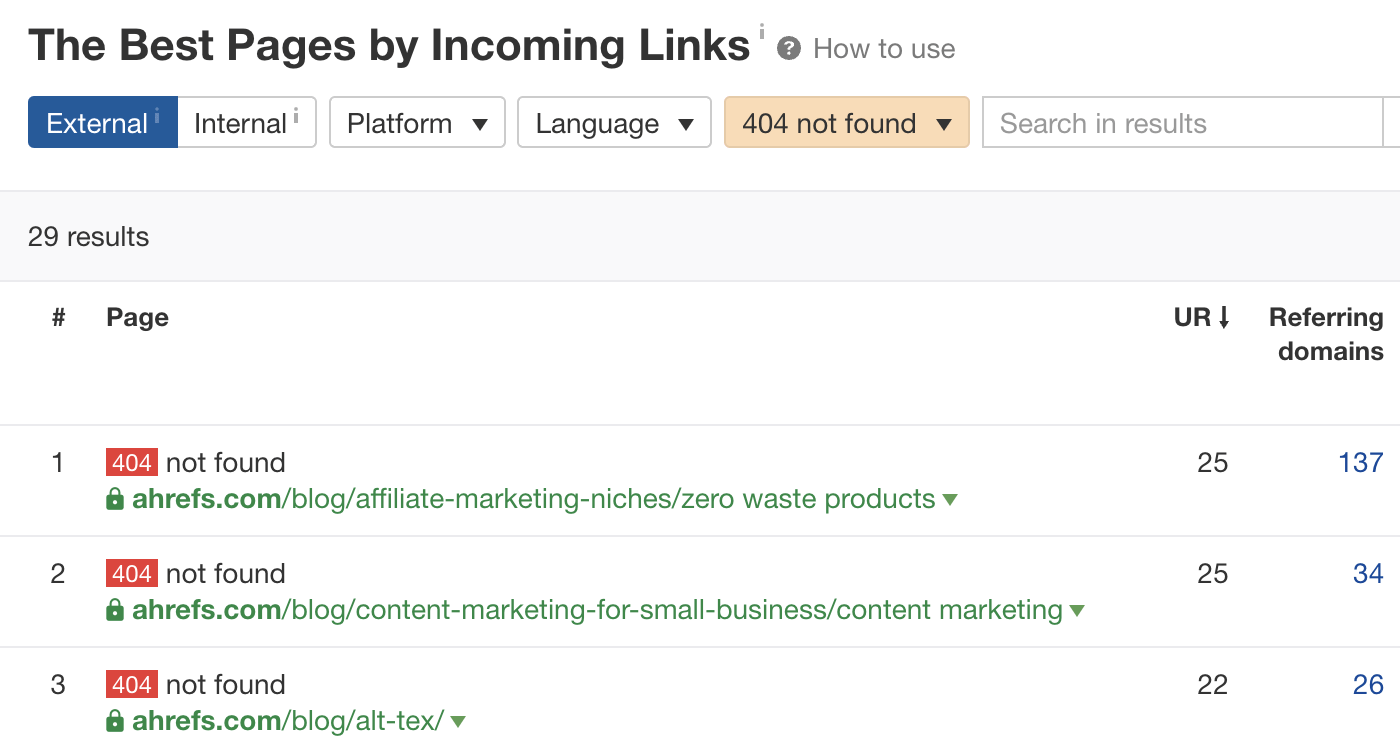 The Best Pages by Incoming Links i ? How to use
External i Internal i Platform ▼ Language ▼ 404 not found ▼ Search in results
29 results
# Page UR↓ Referring domains
1 404 not found 25 137
ahrefs.com/blog/affiliate-marketing-niches/zero waste products ▼
2 404 not found 25 34
ahrefs.com/blog/content-marketing-for-small-business/content marketing ▼
3 404 not found 22 26
ahrefs.com/blog/alt-tex/ ▼